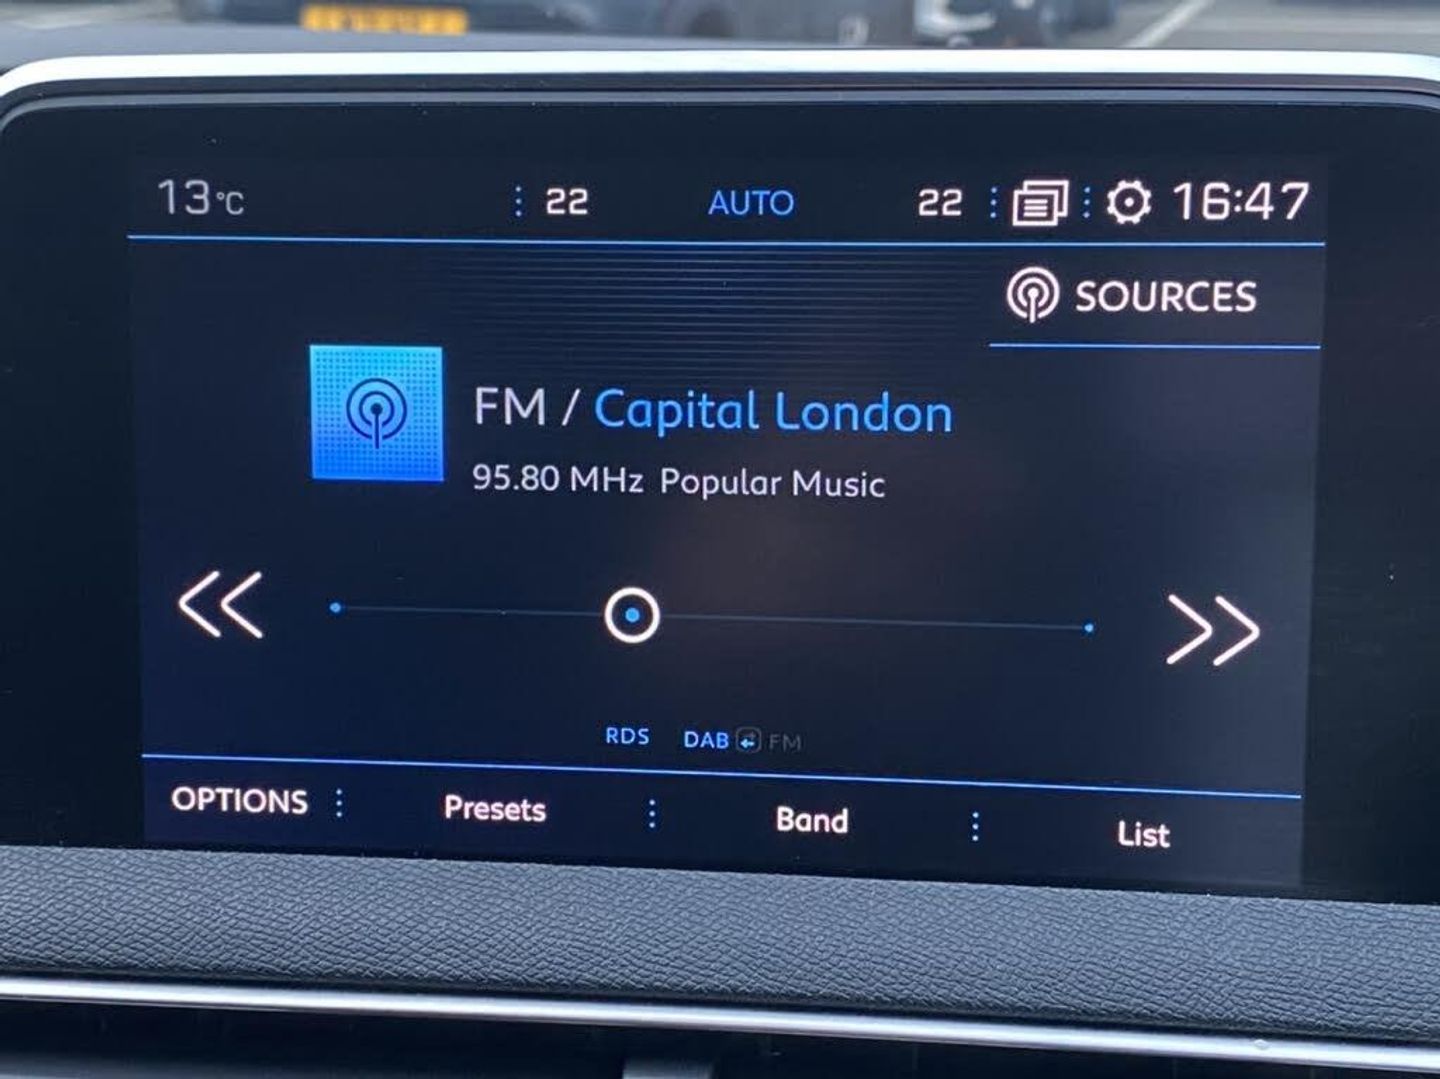 13°C 22 AUTO 22 16:47
SOURCES
FM / Capital London
95.80 MHz Popular Music
RDS DAB FM
OPTIONS Presets Band List